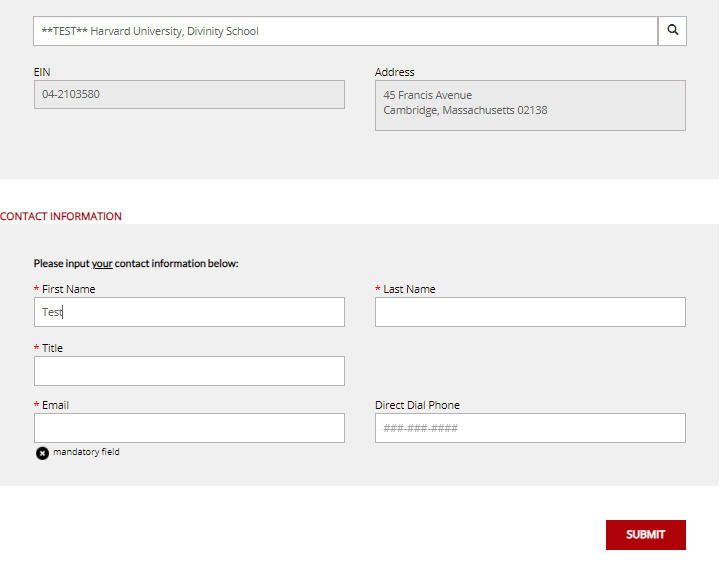 **TEST** Harvard University, Divinity School
EIN
Address
04-2103580
45 Francis Avenue
Cambridge, Massachusetts 02138
CONTACT INFORMATION
Please input your contact information below:
* First Name
* Last Name
Test
* Title
* Email
Direct Dial Phone
###-###-####
mandatory field
SUBMIT